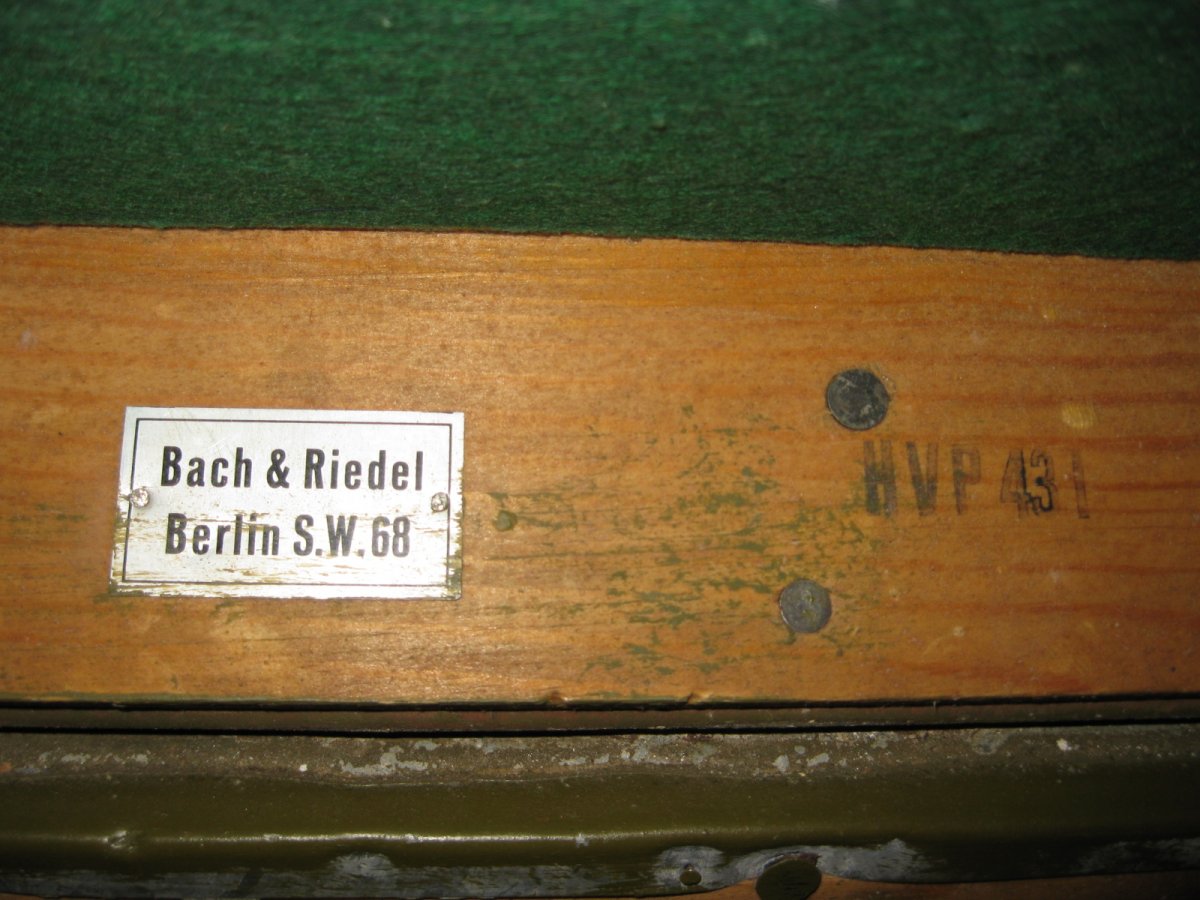 Bach & Riedel
Berlin S.W.68
HVP 431